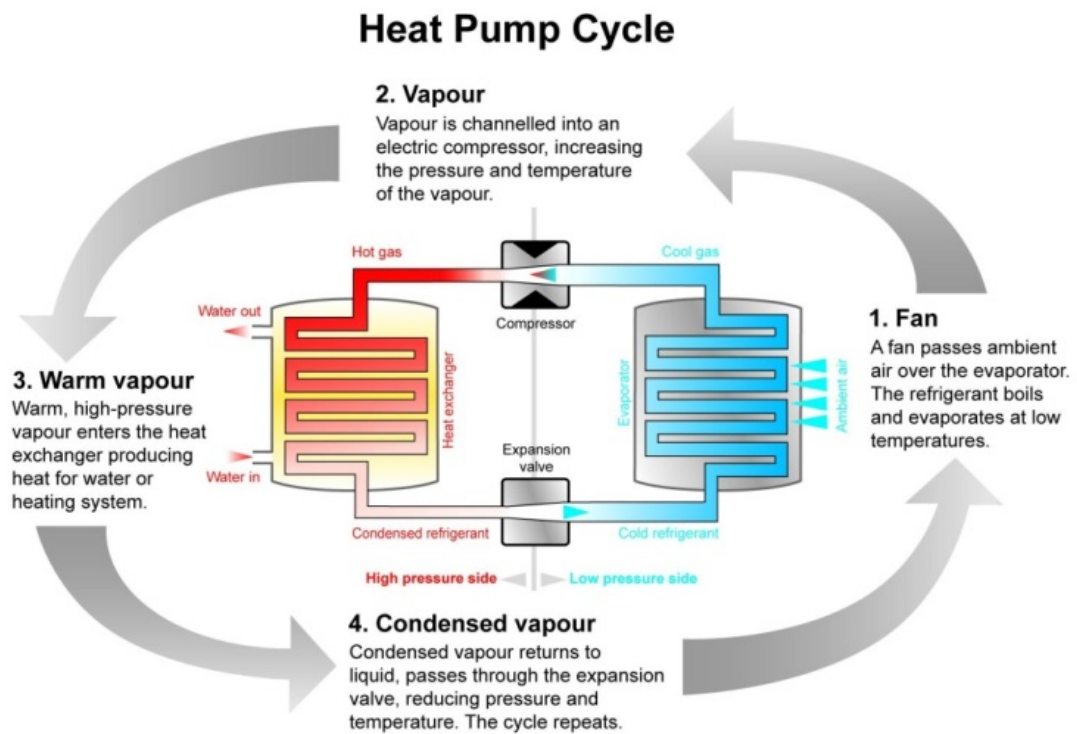 Heat Pump Cycle
2. Vapour
Vapour is channelled into an
electric compressor, increasing
the pressure and temperature
of the vapour.
Hot gas
Cool gas
Compressor
Water out
Heat exchanger
Water in
Evaporator
Ambient air
1. Fan
A fan passes ambient
air over the evaporator.
The refrigerant boils
and evaporates at low
temperatures.
3. Warm vapour
Warm, high-pressure
vapour enters the heat
exchanger producing
heat for water or
heating system.
Expansion
valve
Condensed refrigerant
Cold refrigerant
High pressure side
Low pressure side
4. Condensed vapour
Condensed vapour returns to
liquid, passes through the expansion
valve, reducing pressure and
temperature. The cycle repeats.